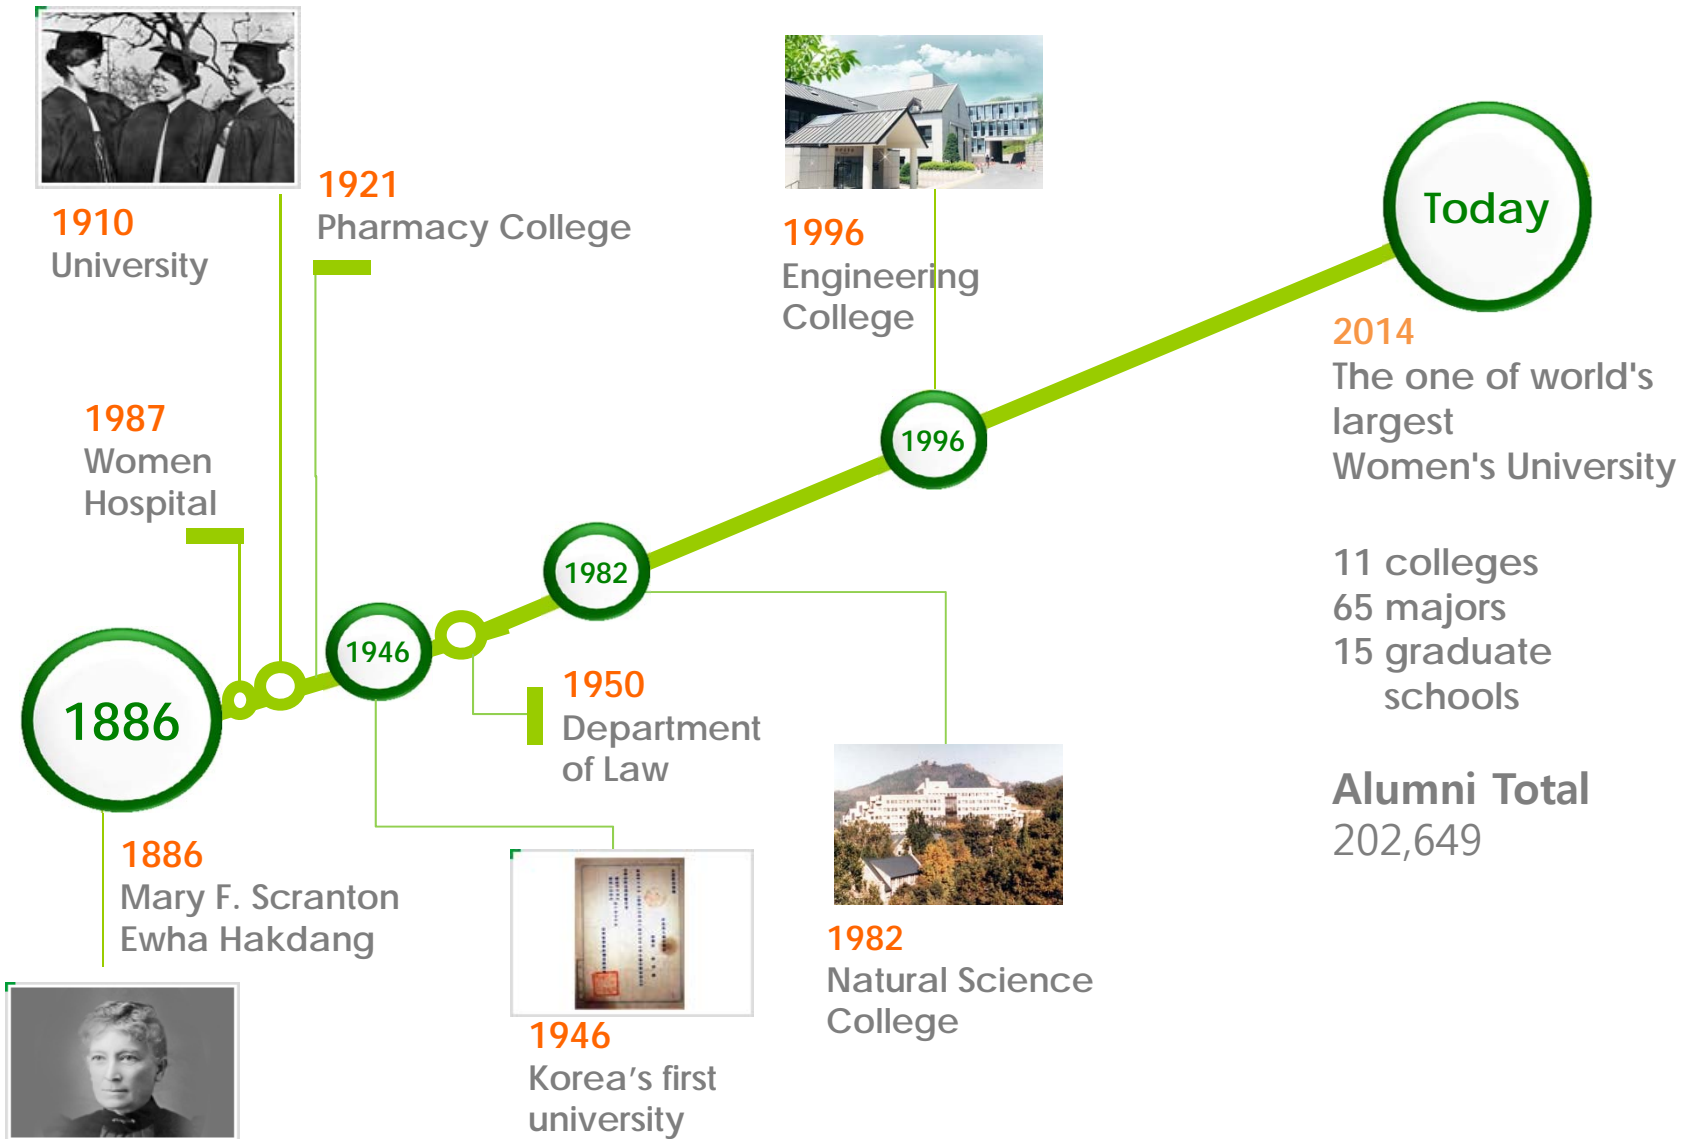 1910
University
1921
Pharmacy College
1996
Engineering
College
Today
2014
The one of world's
largest
Women's University
11 colleges
65 majors
15 graduate
schools
Alumni Total
202,649
1987
Women
Hospital
1996
1982
1946
1886
1950
Department
of Law
1886
Mary F. Scranton
Ewha Hakdang
1982
Natural Science
College
1946
Korea’s first
university